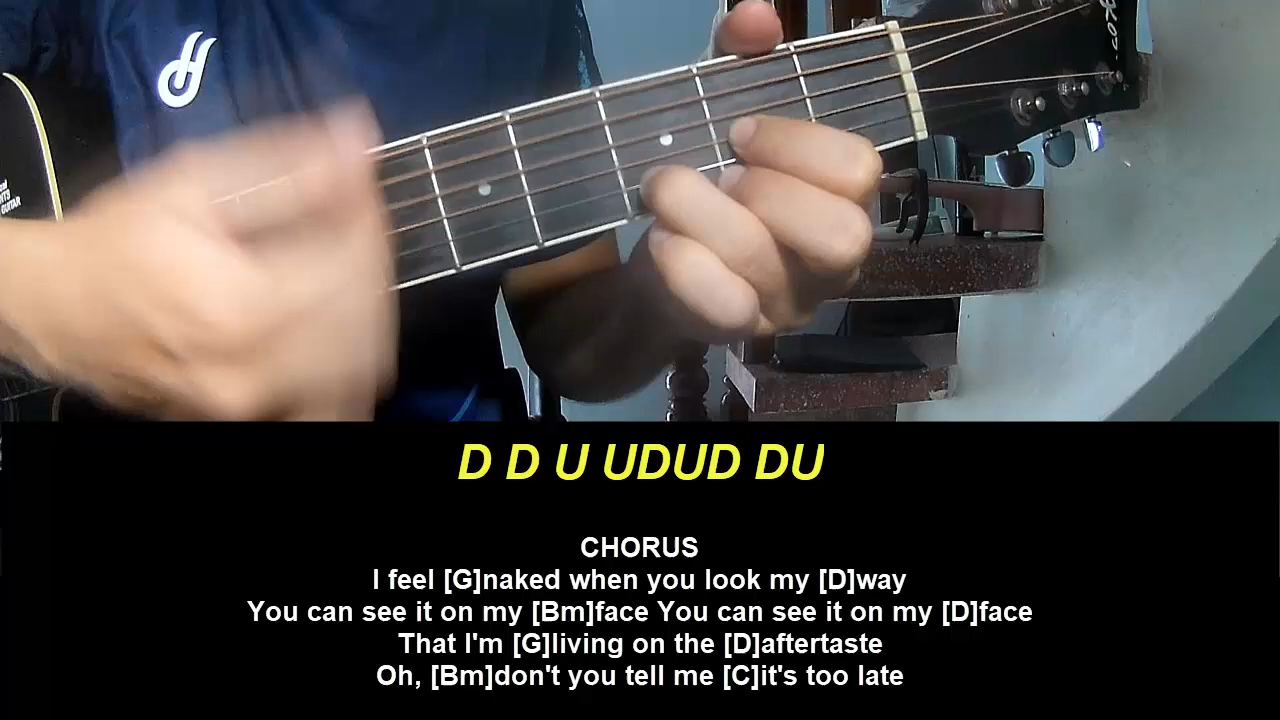 D D U UDUD DU
CHORUS
I feel [G]naked when you look my [D]way
You can see it on my [Bm]face You can see it on my [D]face
That I'm [G]living on the [D]aftertaste
Oh, [Bm]don't you tell me [C]it's too late
GUITAR